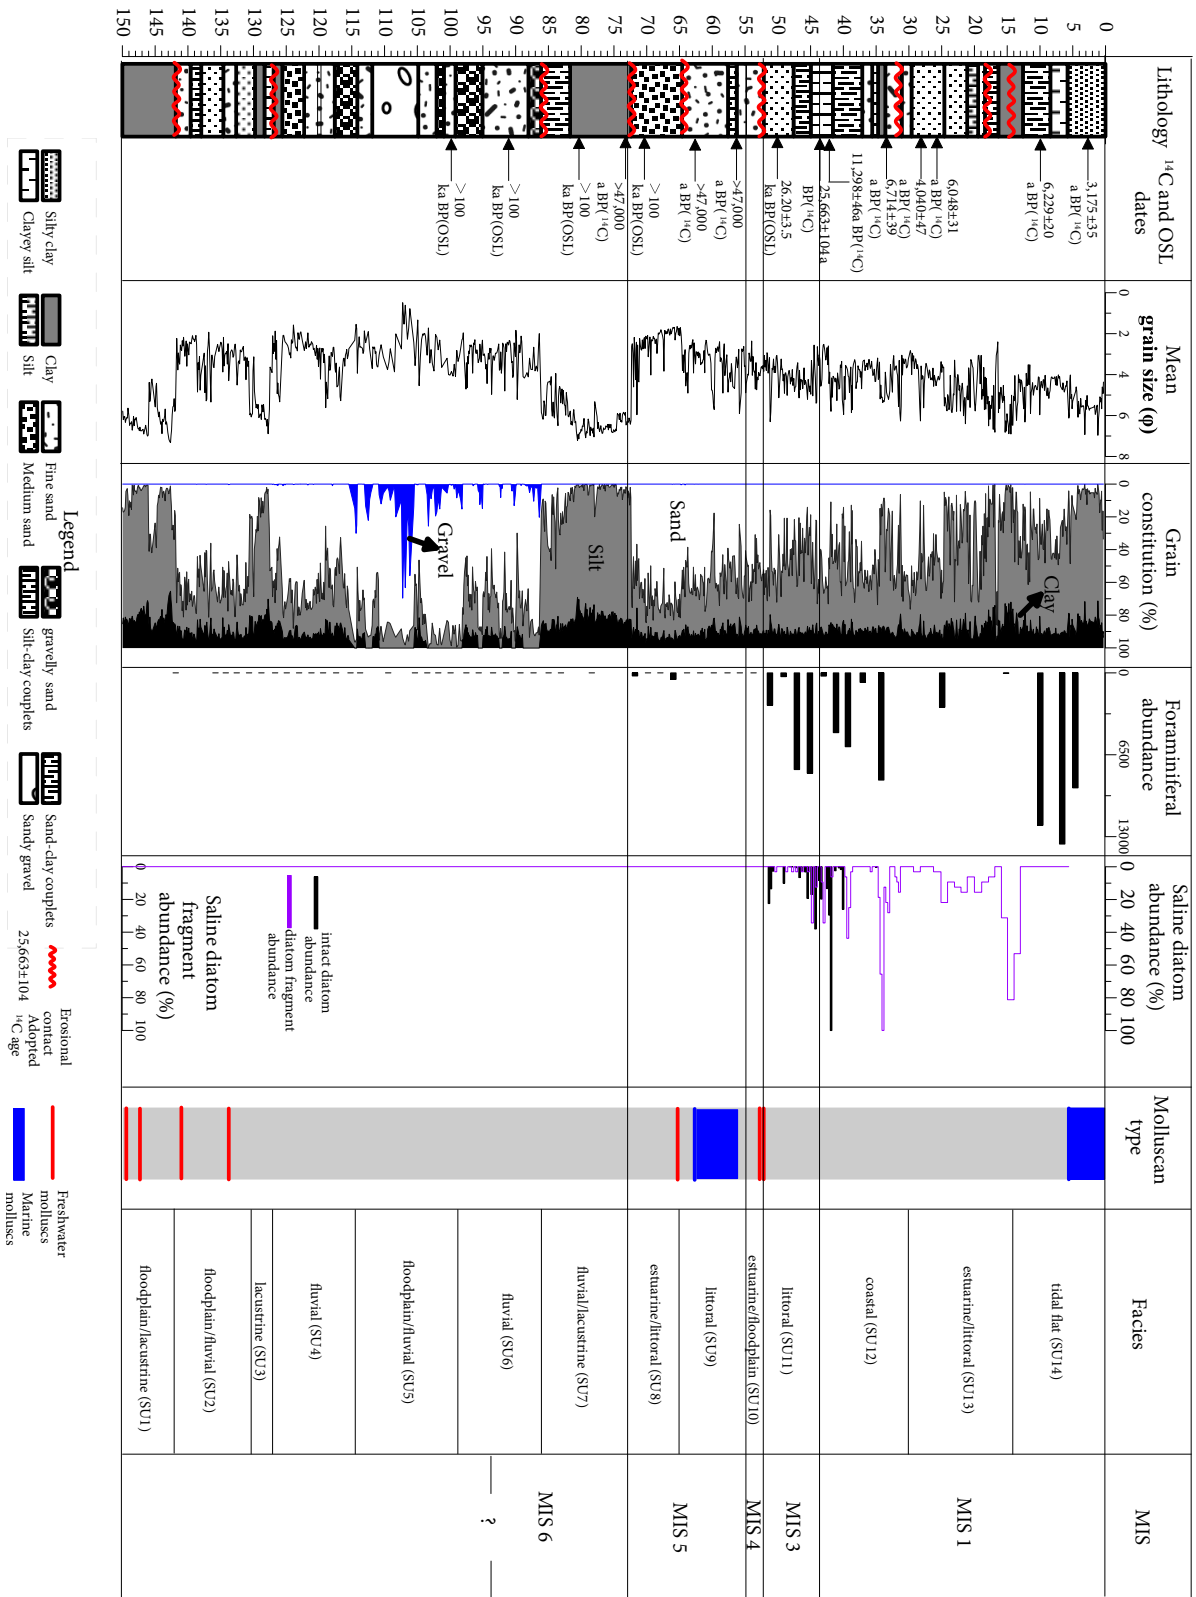 Lithology
¹⁴C and OSL
dates
Mean
grain size (φ)
Grain
constitution (%)
Foraminiferal
abundance
Saline diatom
abundance (%)
Molluscan
type
Facies
MIS
0
5
10
15
20
25
30
35
40
45
50
55
60
65
70
75
80
85
90
95
100
105
110
115
120
125
130
135
140
145
150
3,175±35
a BP(¹⁴C)
6,229±20
a BP(¹⁴C)
6,048±31
a BP(¹⁴C)
4,040±47
a BP(¹⁴C)
6,714±39
a BP(¹⁴C)
11,298±46a BP(¹⁴C)
25,663±104 a
BP(¹⁴C)
26.20±3.5
ka BP(OSL)
>47,000
a BP(¹⁴C)
>47,000
a BP(¹⁴C)
>100
ka BP(OSL)
>47,000
a BP(¹⁴C)
>100
ka BP(OSL)
>100
ka BP(OSL)
>100
ka BP(OSL)
0
2
4
6
8
0
20
40
60
80
100
Clay
Sand
Silt
Gravel
0
6500
13000
0
20
40
60
80
100
intact diatom
abundance
diatom fragment
abundance
Saline diatom
fragment
abundance (%)
0
20
40
60
80
100
tidal flat (SU14)
estuarine/littoral (SU13)
coastal (SU12)
littoral (SU11)
estuarine/floodplain (SU10)
littoral (SU9)
estuarine/littoral (SU8)
fluvial/lacustrine (SU7)
fluvial (SU6)
floodplain/fluvial (SU5)
fluvial (SU4)
lacustrine (SU3)
floodplain/fluvial (SU2)
floodplain/lacustrine (SU1)
MIS 1
MIS 3
MIS 4
MIS 5
MIS 6
?
Legend
Silty clay
Clay
Fine sand
gravelly sand
Sand-clay couplets
Erosional
contact
Freshwater
molluscs
Clayey silt
Silt
Medium sand
Silt-clay couplets
Sandy gravel
25,663±104
Adopted
¹⁴C age
Marine
molluscs